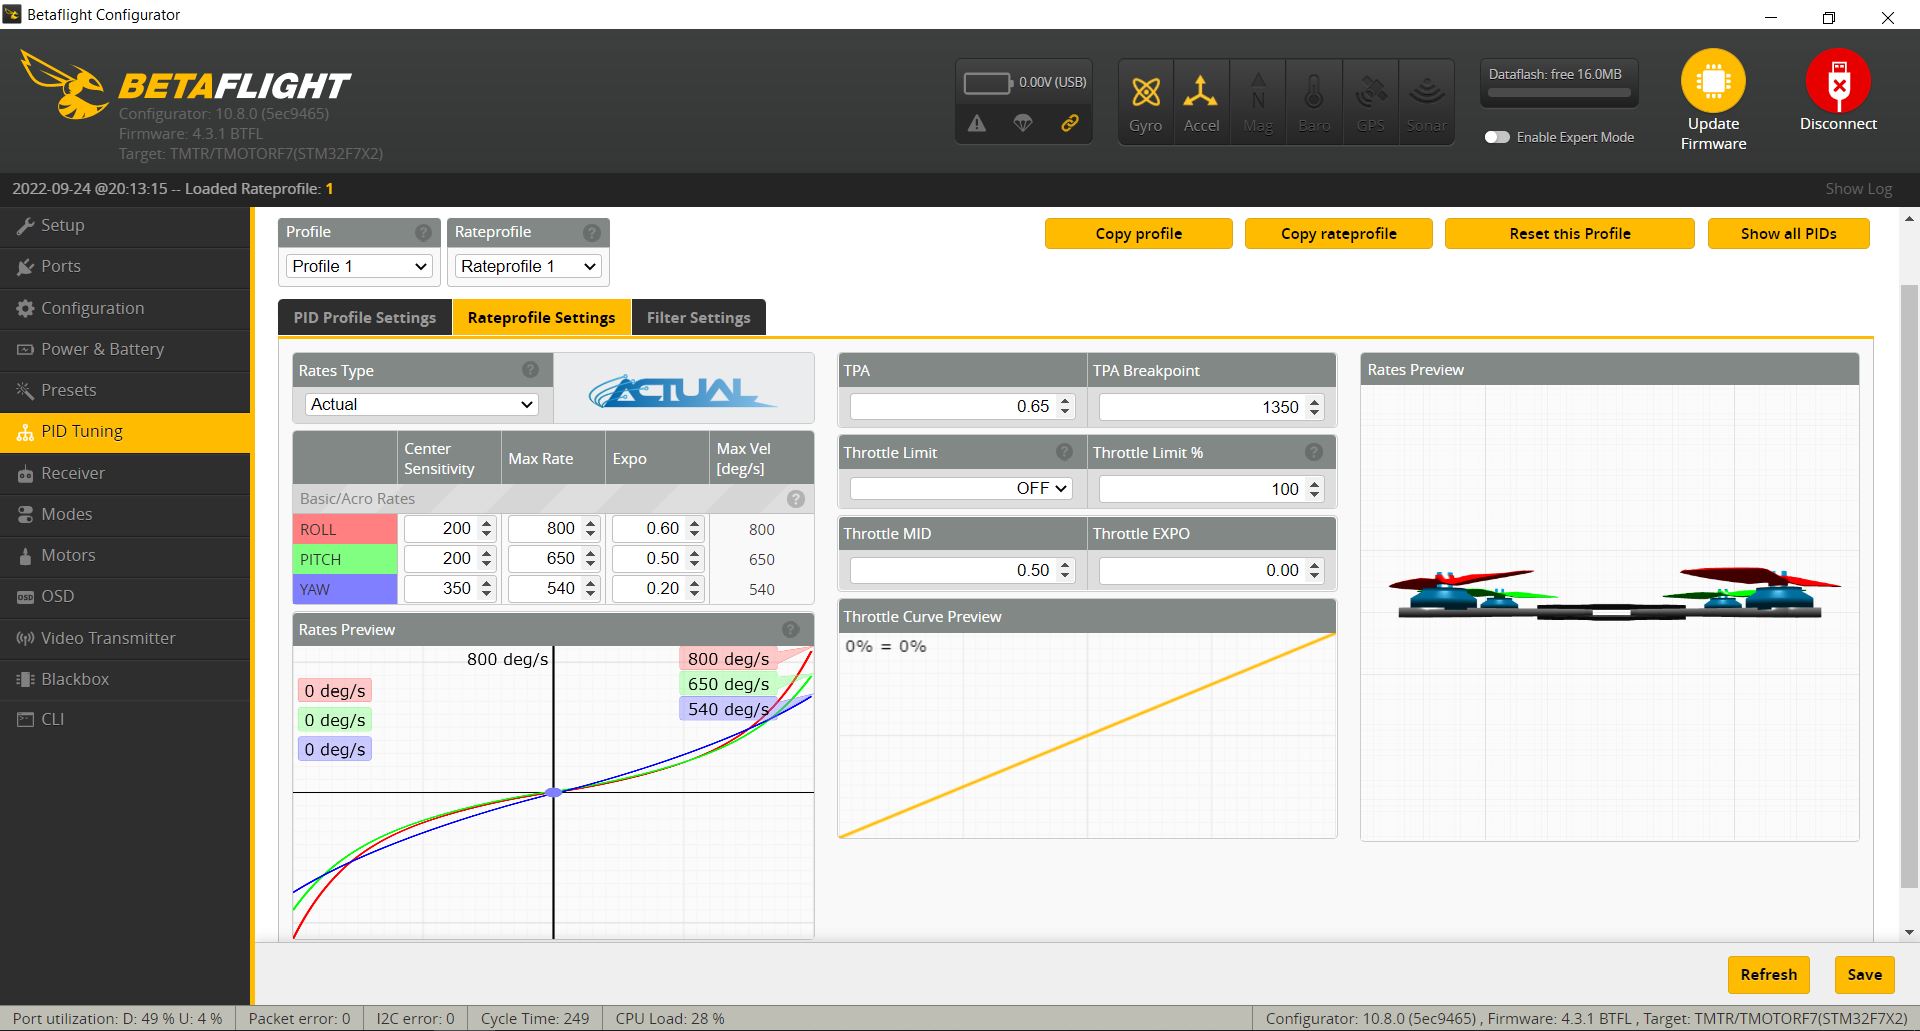 Betaflight Configurator
BETAFLIGHT
Configurator: 10.8.0 (5ec9465)
Firmware: 4.3.1 BTFL
Target: TMTR/TMOTORF7(STM32F7X2)
0.00V (USB)
Gyro
Accel
Mag
Baro
GPS
Sonar
Dataflash: free 16.0MB
Enable Expert Mode
Update
Firmware
Disconnect
2022-09-24 @20:13:15 -- Loaded Rateprofile: 1
Show Log
Setup
Ports
Configuration
Power & Battery
Presets
PID Tuning
Receiver
Modes
Motors
OSD
Video Transmitter
Blackbox
CLI
Profile
Profile 1
Rateprofile
Rateprofile 1
Copy profile
Copy rateprofile
Reset this Profile
Show all PIDs
PID Profile Settings
Rateprofile Settings
Filter Settings
Rates Type
Actual
ACTUAL
Center
Sensitivity
Max Rate
Expo
Max Vel
[deg/s]
Basic/Acro Rates
ROLL 200 800 0.60 800
PITCH 200 650 0.50 650
YAW 350 540 0.20 540
Rates Preview
800 deg/s
0 deg/s
0 deg/s
0 deg/s
800 deg/s
650 deg/s
540 deg/s
TPA
0.65
TPA Breakpoint
1350
Throttle Limit
OFF
Throttle Limit %
100
Throttle MID
0.50
Throttle EXPO
0.00
Throttle Curve Preview
0% = 0%
Rates Preview
Refresh
Save
Port utilization: D: 49 % U: 4 %
Packet error: 0
I2C error: 0
Cycle Time: 249
CPU Load: 28 %
Configurator: 10.8.0 (5ec9465) , Firmware: 4.3.1 BTFL , Target: TMTR/TMOTORF7(STM32F7X2)